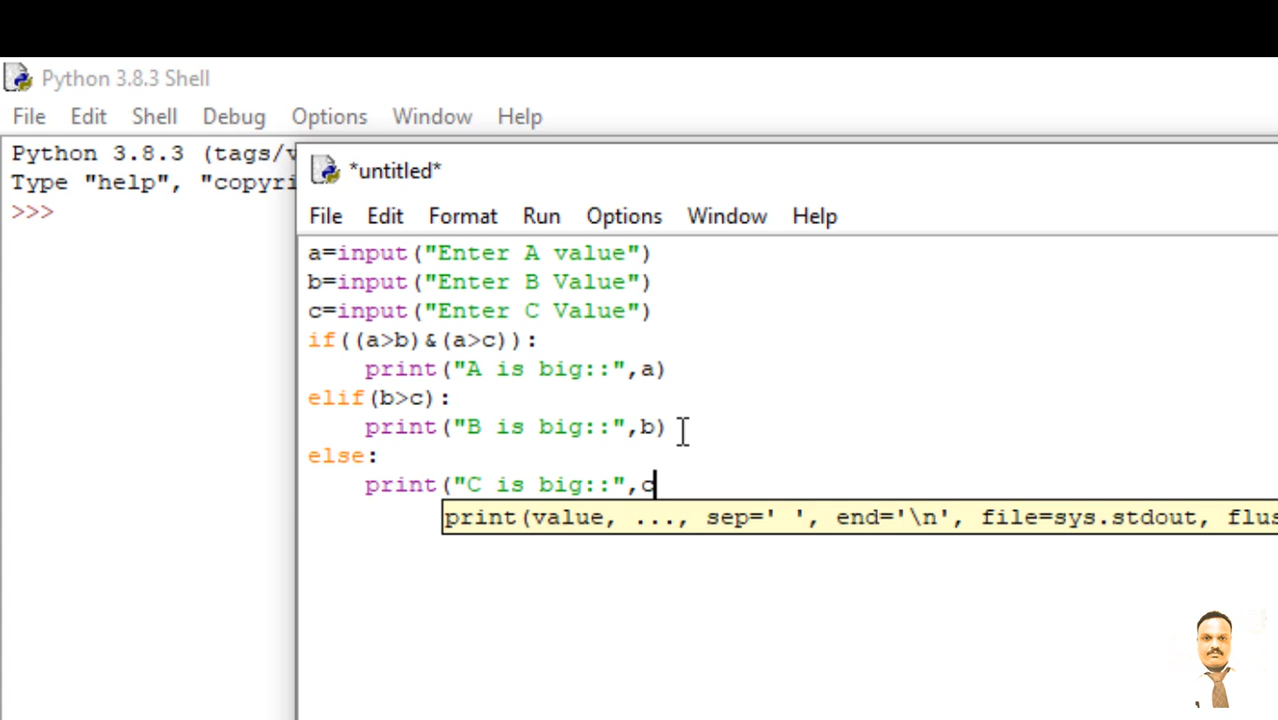 Python 3.8.3 Shell
File Edit Shell Debug Options Window Help
Python 3.8.3 (tags/v
Type "help", "copyri
>>>
*untitled*
File Edit Format Run Options Window Help
a=input("Enter A value")
b=input("Enter B Value")
c=input("Enter C Value")
if((a>b)&(a>c)):
    print("A is big::",a)
elif(b>c):
    print("B is big::",b)
else:
    print("C is big::",c
print(value, ..., sep=' ', end='\n', file=sys.stdout, flus